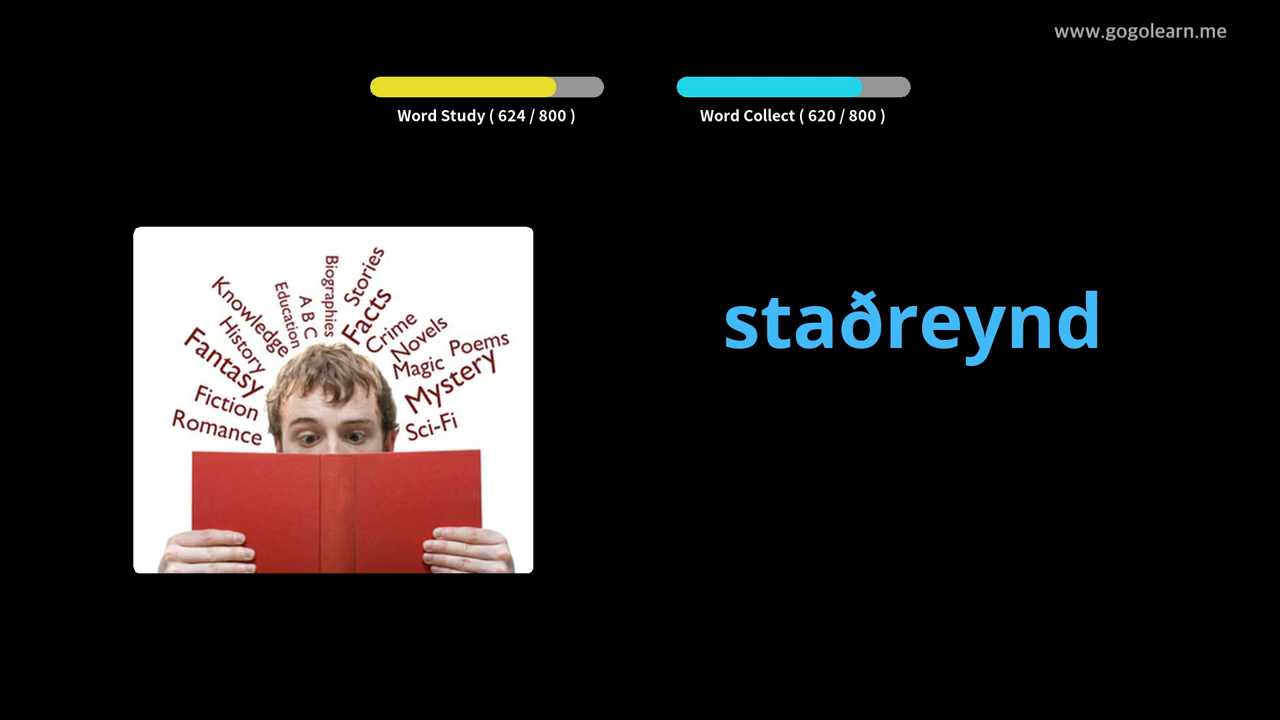 www.gogolearn.me
Word Study ( 624 / 800 )
Word Collect ( 620 / 800 )
Knowledge
Education
A B C
Biographies
Stories
Facts
Crime
Novels
Poems
Magic
Mystery
Sci-Fi
History
Fantasy
Fiction
Romance
staðreynd